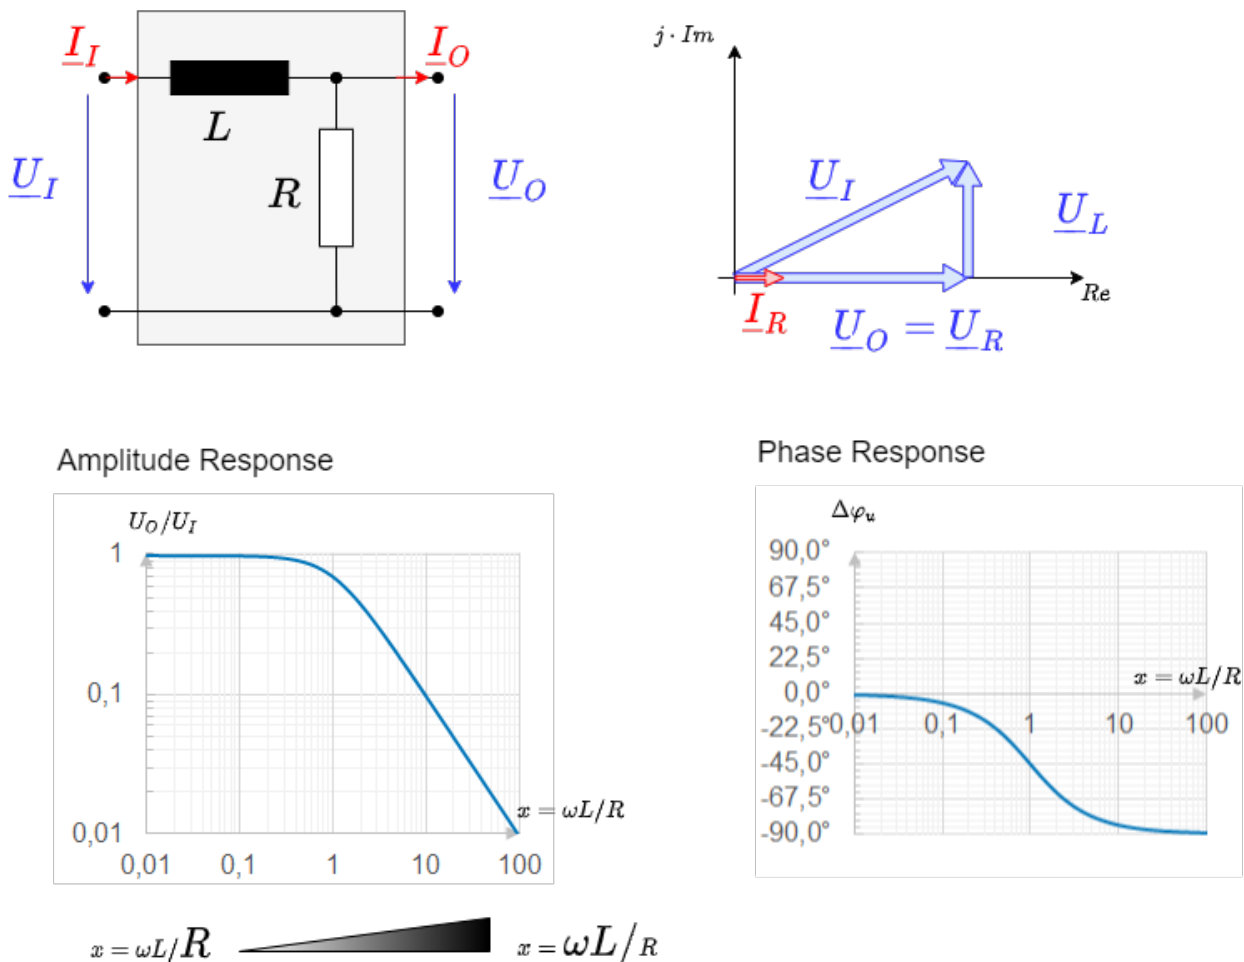 I_I
I_O
L
R
U_I
U_O
j · Im
U_I
U_L
Re
I_R
U_O = U_R
Amplitude Response
U_O/U_I
1
0,1
0,01
x = ωL/R
0,01 0,1 1 10 100
x = ωL/R
x = ωL/R
Phase Response
Δφ_u
90,0°
67,5°
45,0°
22,5°
x = ωL/R
0,0°
0,01 0,1 1 10 100
-22,5°
-45,0°
-67,5°
-90,0°